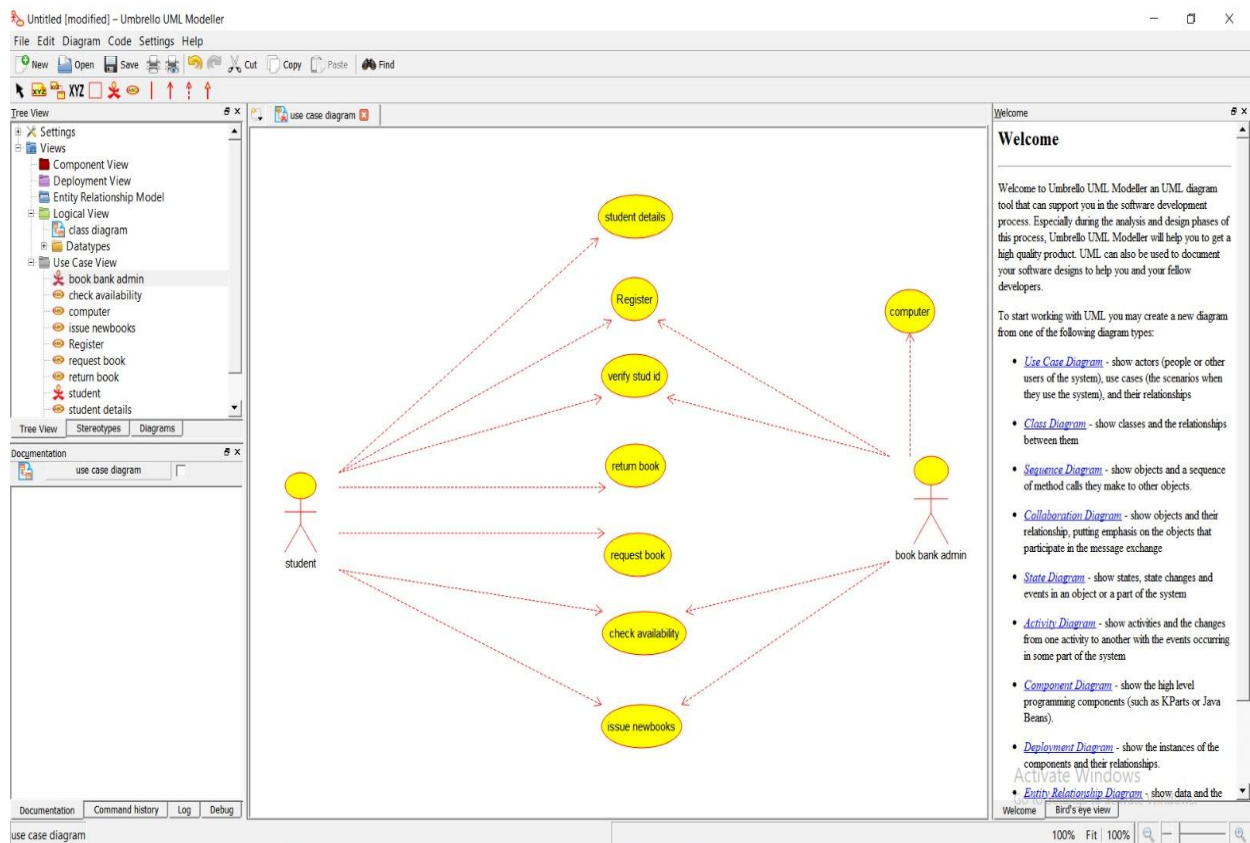 Untitled [modified] – Umbrello UML Modeller
File Edit Diagram Code Settings Help
New Open Save Cut Copy Paste Find
XYZ
Tree View
Settings
Views
Component View
Deployment View
Entity Relationship Model
Logical View
class diagram
Datatypes
Use Case View
book bank admin
check availability
computer
issue newbooks
Register
request book
return book
student
student details
Tree View Stereotypes Diagrams
Documentation
use case diagram
Documentation Command history Log Debug
use case diagram
use case diagram
student details
Register
computer
verify stud id
return book
student
request book
book bank admin
check availability
issue newbooks
Welcome
Welcome
Welcome to Umbrello UML Modeller an UML diagram
tool that can support you in the software development
process. Especially during the analysis and design phases of
this process, Umbrello UML Modeller will help you to get a
high quality product. UML can also be used to document
your software designs to help you and your fellow
developers.
To start working with UML you may create a new diagram
from one of the following diagram types:
• Use Case Diagram - show actors (people or other
users of the system), use cases (the scenarios when
they use the system), and their relationships
• Class Diagram - show classes and the relationships
between them
• Sequence Diagram - show objects and a sequence
of method calls they make to other objects.
• Collaboration Diagram - show objects and their
relationship, putting emphasis on the objects that
participate in the message exchange
• State Diagram - show states, state changes and
events in an object or a part of the system
• Activity Diagram - show activities and the changes
from one activity to another with the events occurring
in some part of the system
• Component Diagram - show the high level
programming components (such as KParts or Java
Beans).
• Deployment Diagram - show the instances of the
components and their relationships.
Activate Windows
• Entity Relationship Diagram - show data and the
Welcome Bird's eye view
100% Fit 100%